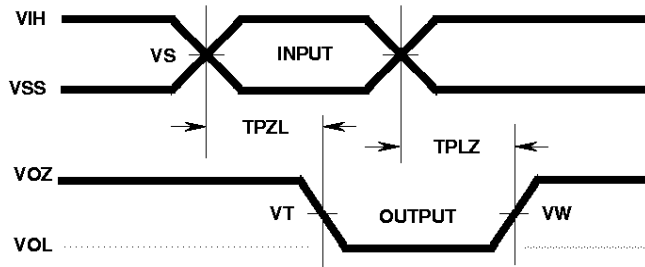 VIH
VS INPUT
VSS
TPZL TPLZ
VOZ
VT OUTPUT VW
VOL